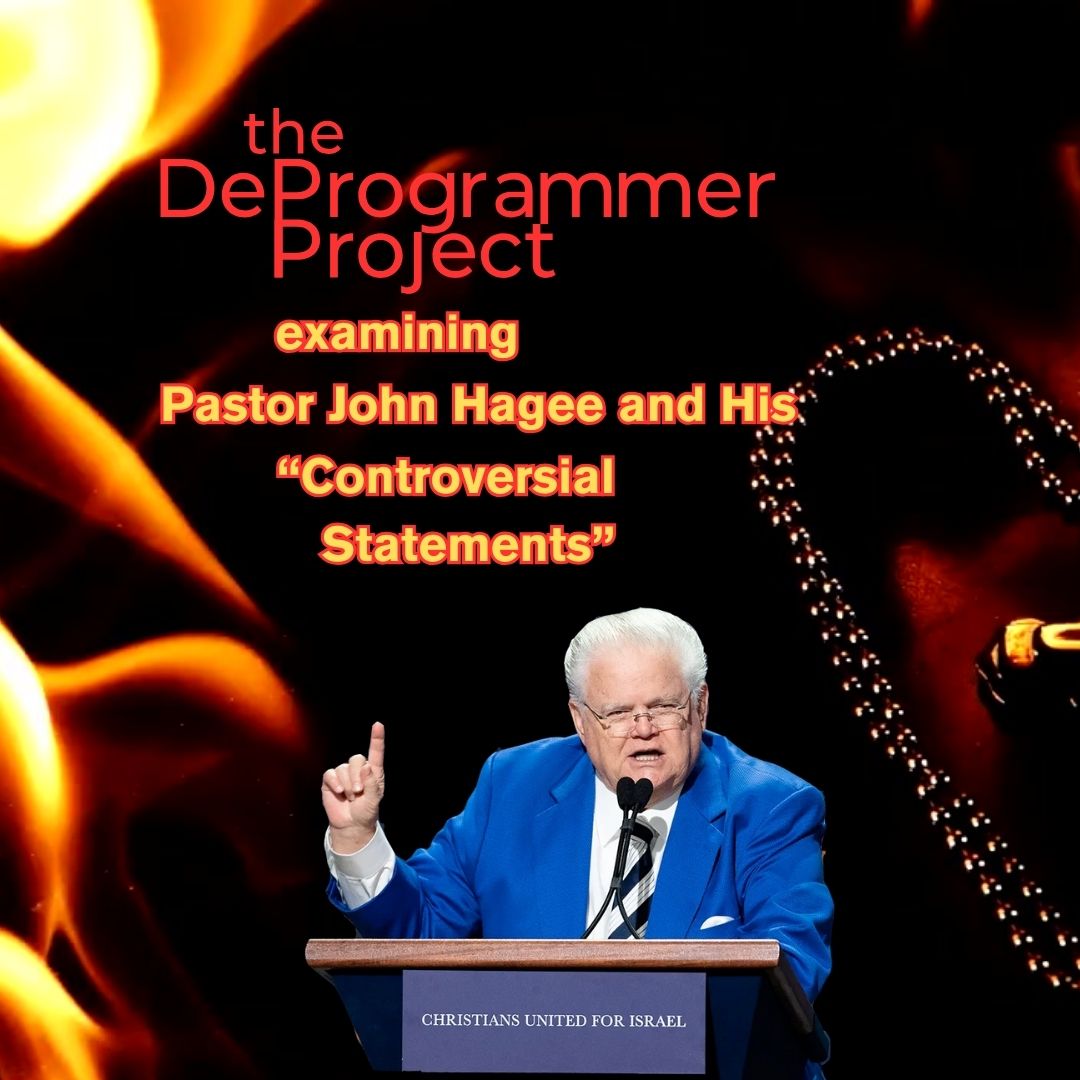 the
DeProgrammer
Project
examining
Pastor John Hagee and His
“Controversial
Statements”
CHRISTIANS UNITED FOR ISRAEL